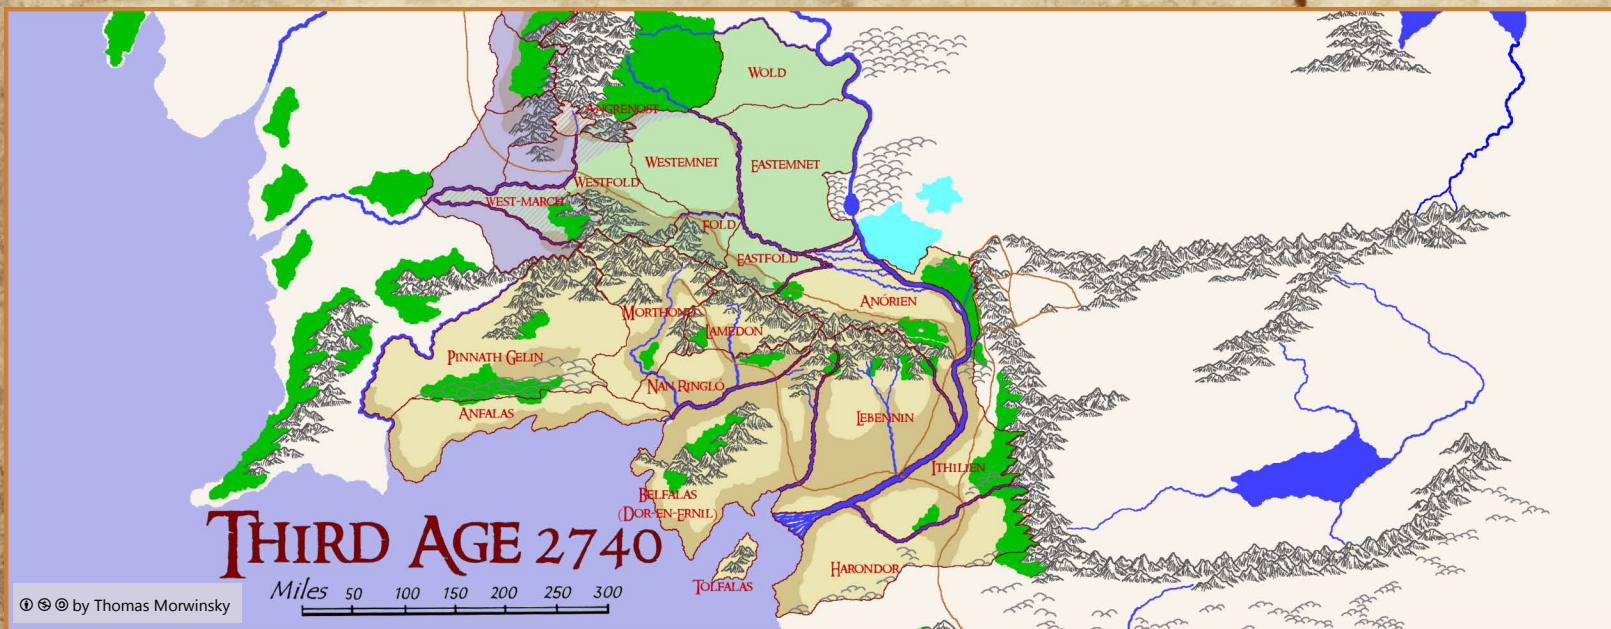 WOLD
ANGRENOST
WESTEMNET
EASTEMNET
WESTFOLD
WEST-MARCH
FOLD
EASTFOLD
ANÓRIEN
MORTHOND
LAMEDON
PINNATH GELIN
NAN RINGLO
ANFALAS
LEBENNIN
ITHILIEN
BELFALAS
(DOR-EN-ERNIL)
THIRD AGE 2740
HARONDOR
TOLFALAS
Miles 50 100 150 200 250 300
by Thomas Morwinsky